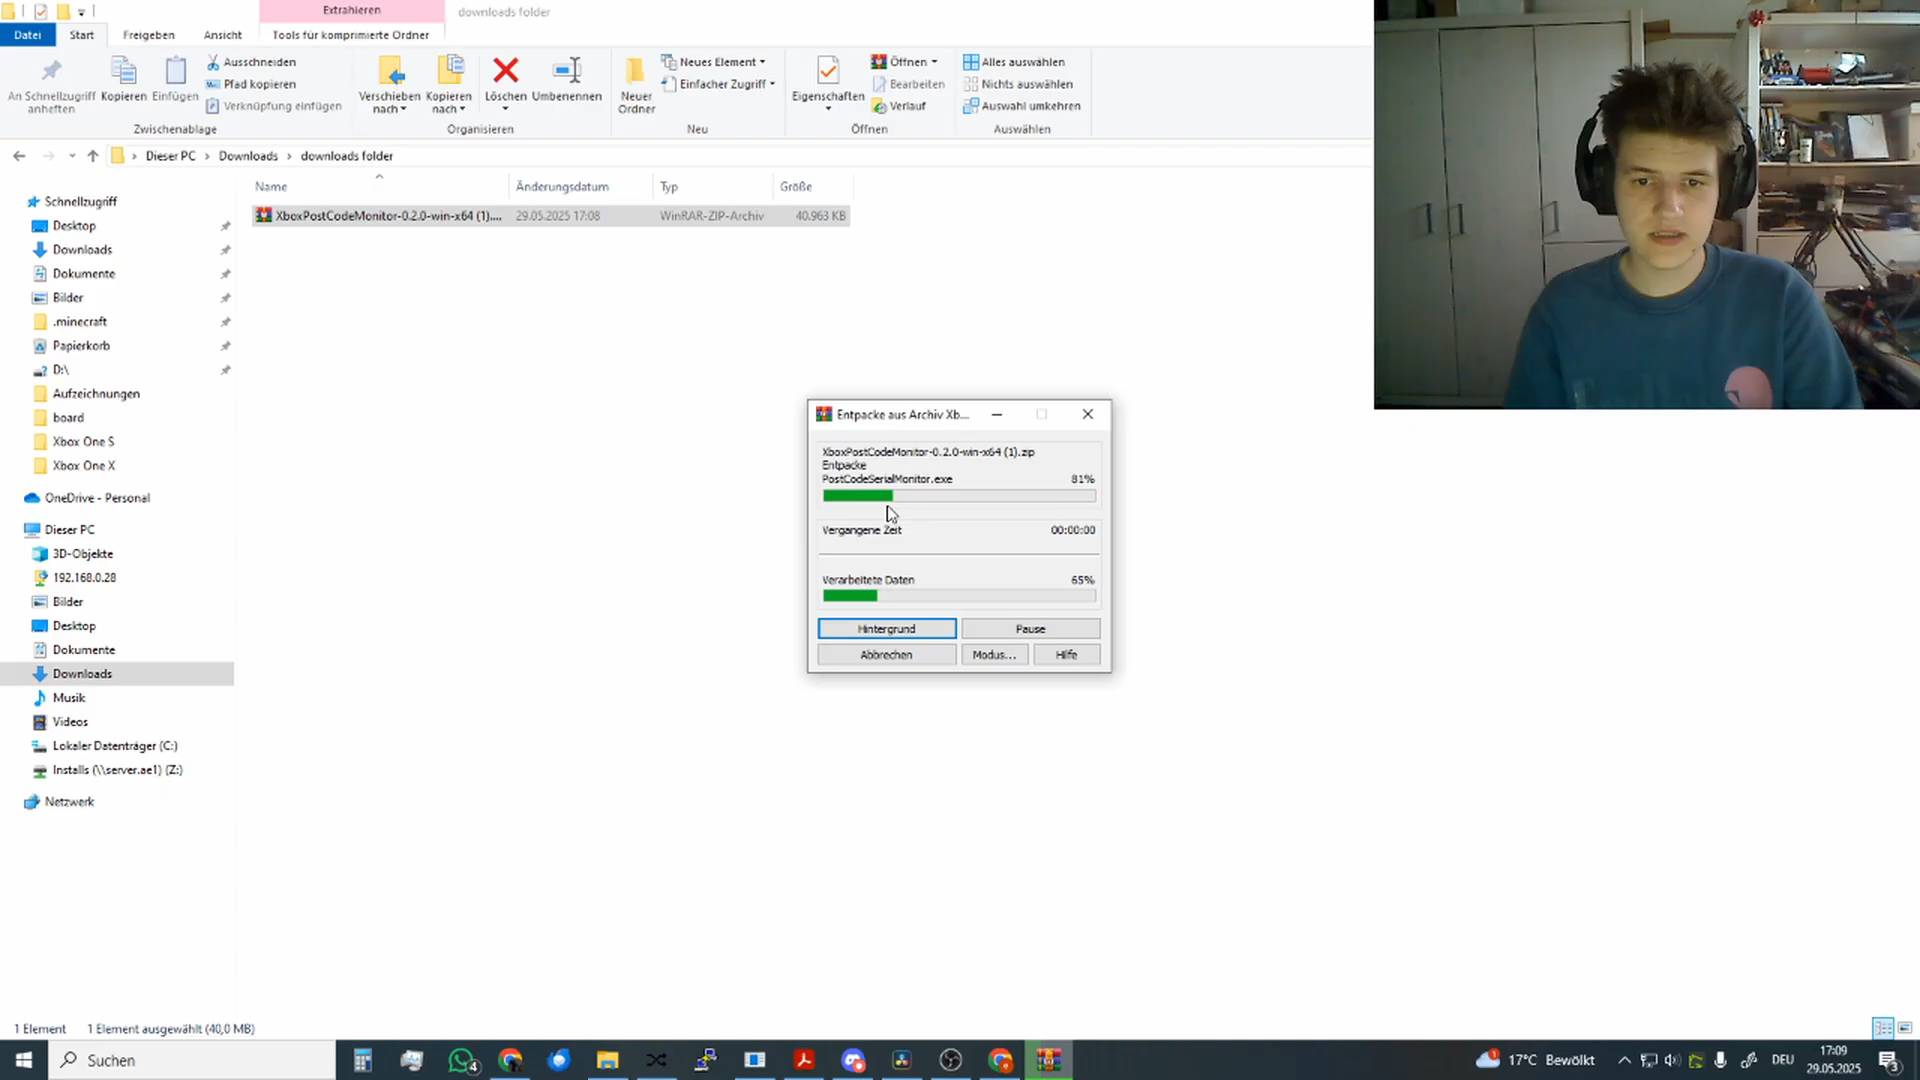 Extrahieren
downloads folder
Datei
Start
Freigeben
Ansicht
Tools für komprimierte Ordner
An Schnellzugriff anheften
Kopieren
Einfügen
Ausschneiden
Pfad kopieren
Verknüpfung einfügen
Zwischenablage
Verschieben nach
Kopieren nach
Löschen
Umbenennen
Organisieren
Neuer Ordner
Neues Element
Einfacher Zugriff
Neu
Eigenschaften
Öffnen
Bearbeiten
Verlauf
Öffnen
Alles auswählen
Nichts auswählen
Auswahl umkehren
Auswählen
Dieser PC > Downloads > downloads folder
Name
Änderungsdatum
Typ
Größe
XboxPostCodeMonitor-0.2.0-win-x64 (1)....
29.05.2025 17:08
WinRAR-ZIP-Archiv
40.963 KB
Schnellzugriff
Desktop
Downloads
Dokumente
Bilder
.minecraft
Papierkorb
D:\
Aufzeichnungen
board
Xbox One S
Xbox One X
OneDrive - Personal
Dieser PC
3D-Objekte
192.168.0.28
Bilder
Desktop
Dokumente
Downloads
Musik
Videos
Lokaler Datenträger (C:)
Installs (\\server.ae1) (Z:)
Netzwerk
Entpacke aus Archiv Xb...
XboxPostCodeMonitor-0.2.0-win-x64 (1).zip
Entpacke
PostCodeSerialMonitor.exe
81%
Vergangene Zeit
00:00:00
Verarbeitete Daten
65%
Hintergrund
Pause
Abbrechen
Modus...
Hilfe
1 Element
1 Element ausgewählt (40,0 MB)
Suchen
4
1
17°C Bewölkt
DEU
17:09
29.05.2025
3